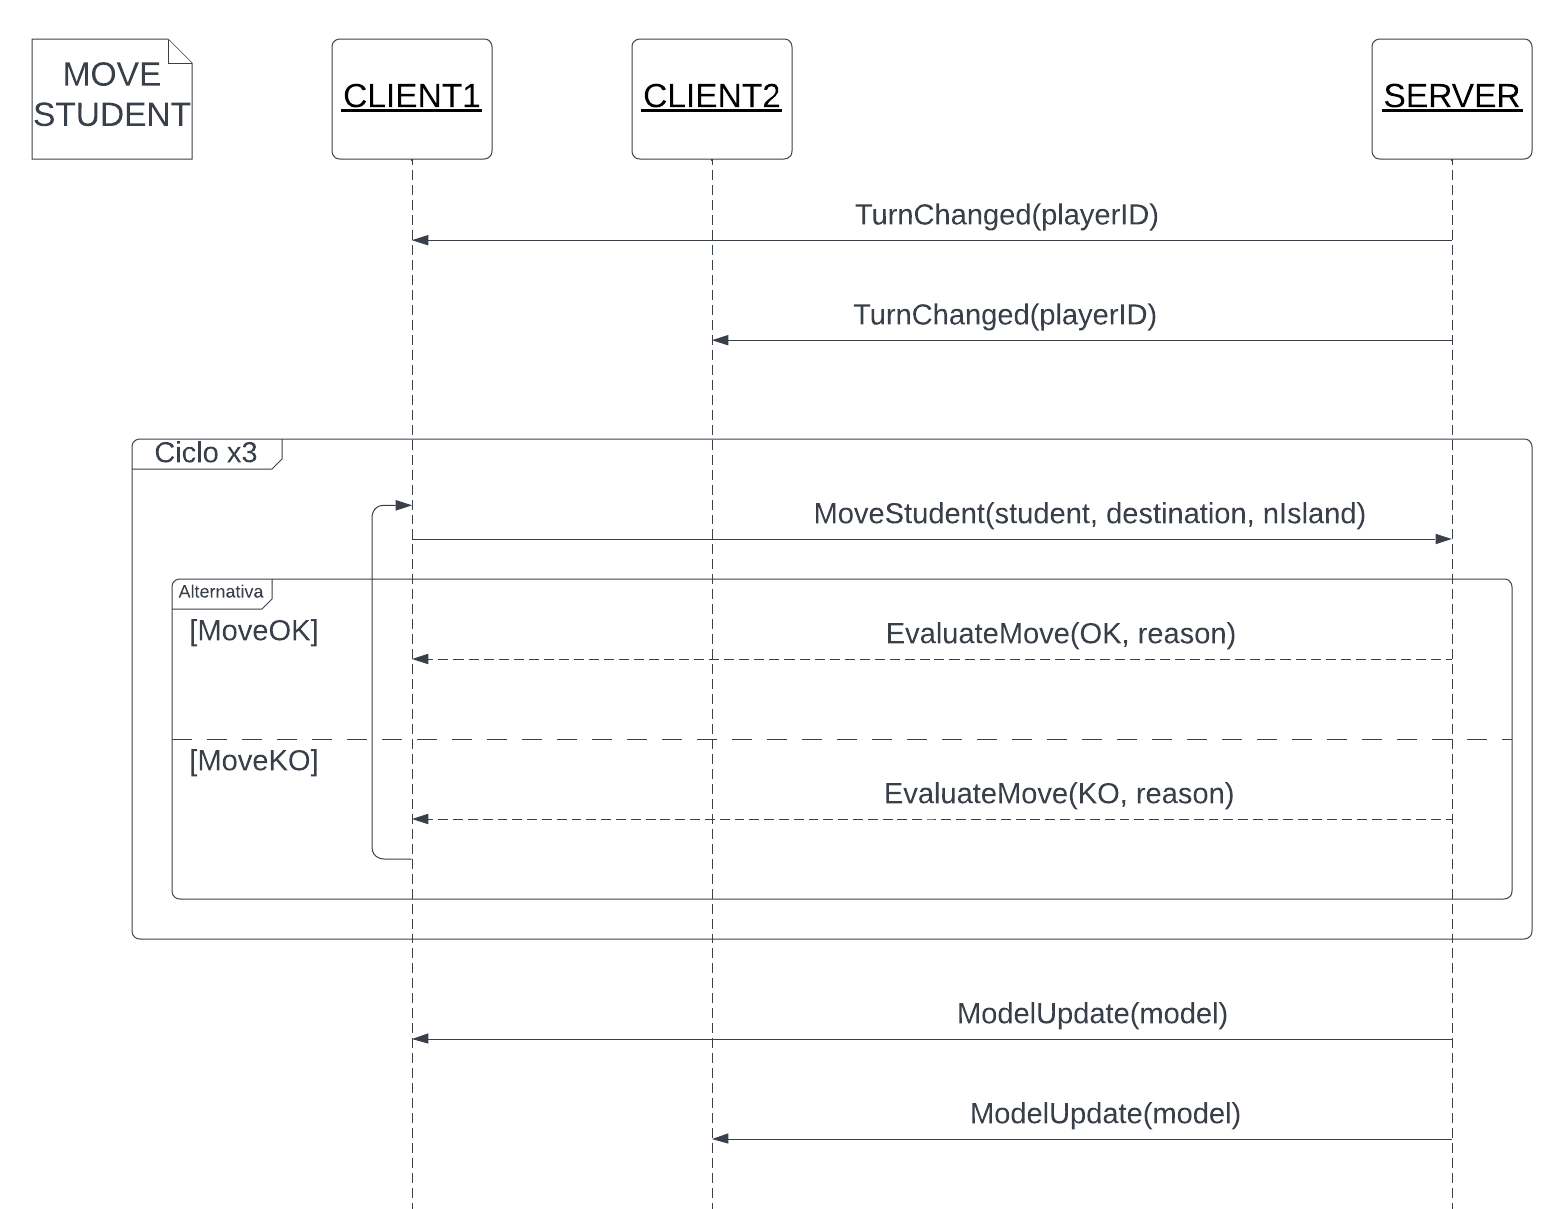 MOVE
STUDENT
CLIENT1
CLIENT2
SERVER
TurnChanged(playerID)
TurnChanged(playerID)
Ciclo x3
MoveStudent(student, destination, nIsland)
Alternativa
[MoveOK]
EvaluateMove(OK, reason)
[MoveKO]
EvaluateMove(KO, reason)
ModelUpdate(model)
ModelUpdate(model)